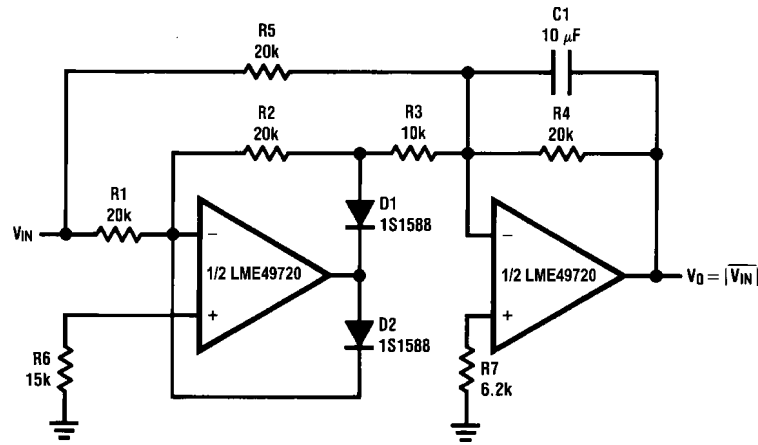 R5
20k
C1
10 μF
R2
20k
R3
10k
R4
20k
R1
20k
VIN
D1
1S1588
−
1/2 LME49720
+
−
1/2 LME49720
+
VO = |VIN|
D2
1S1588
R6
15k
R7
6.2k